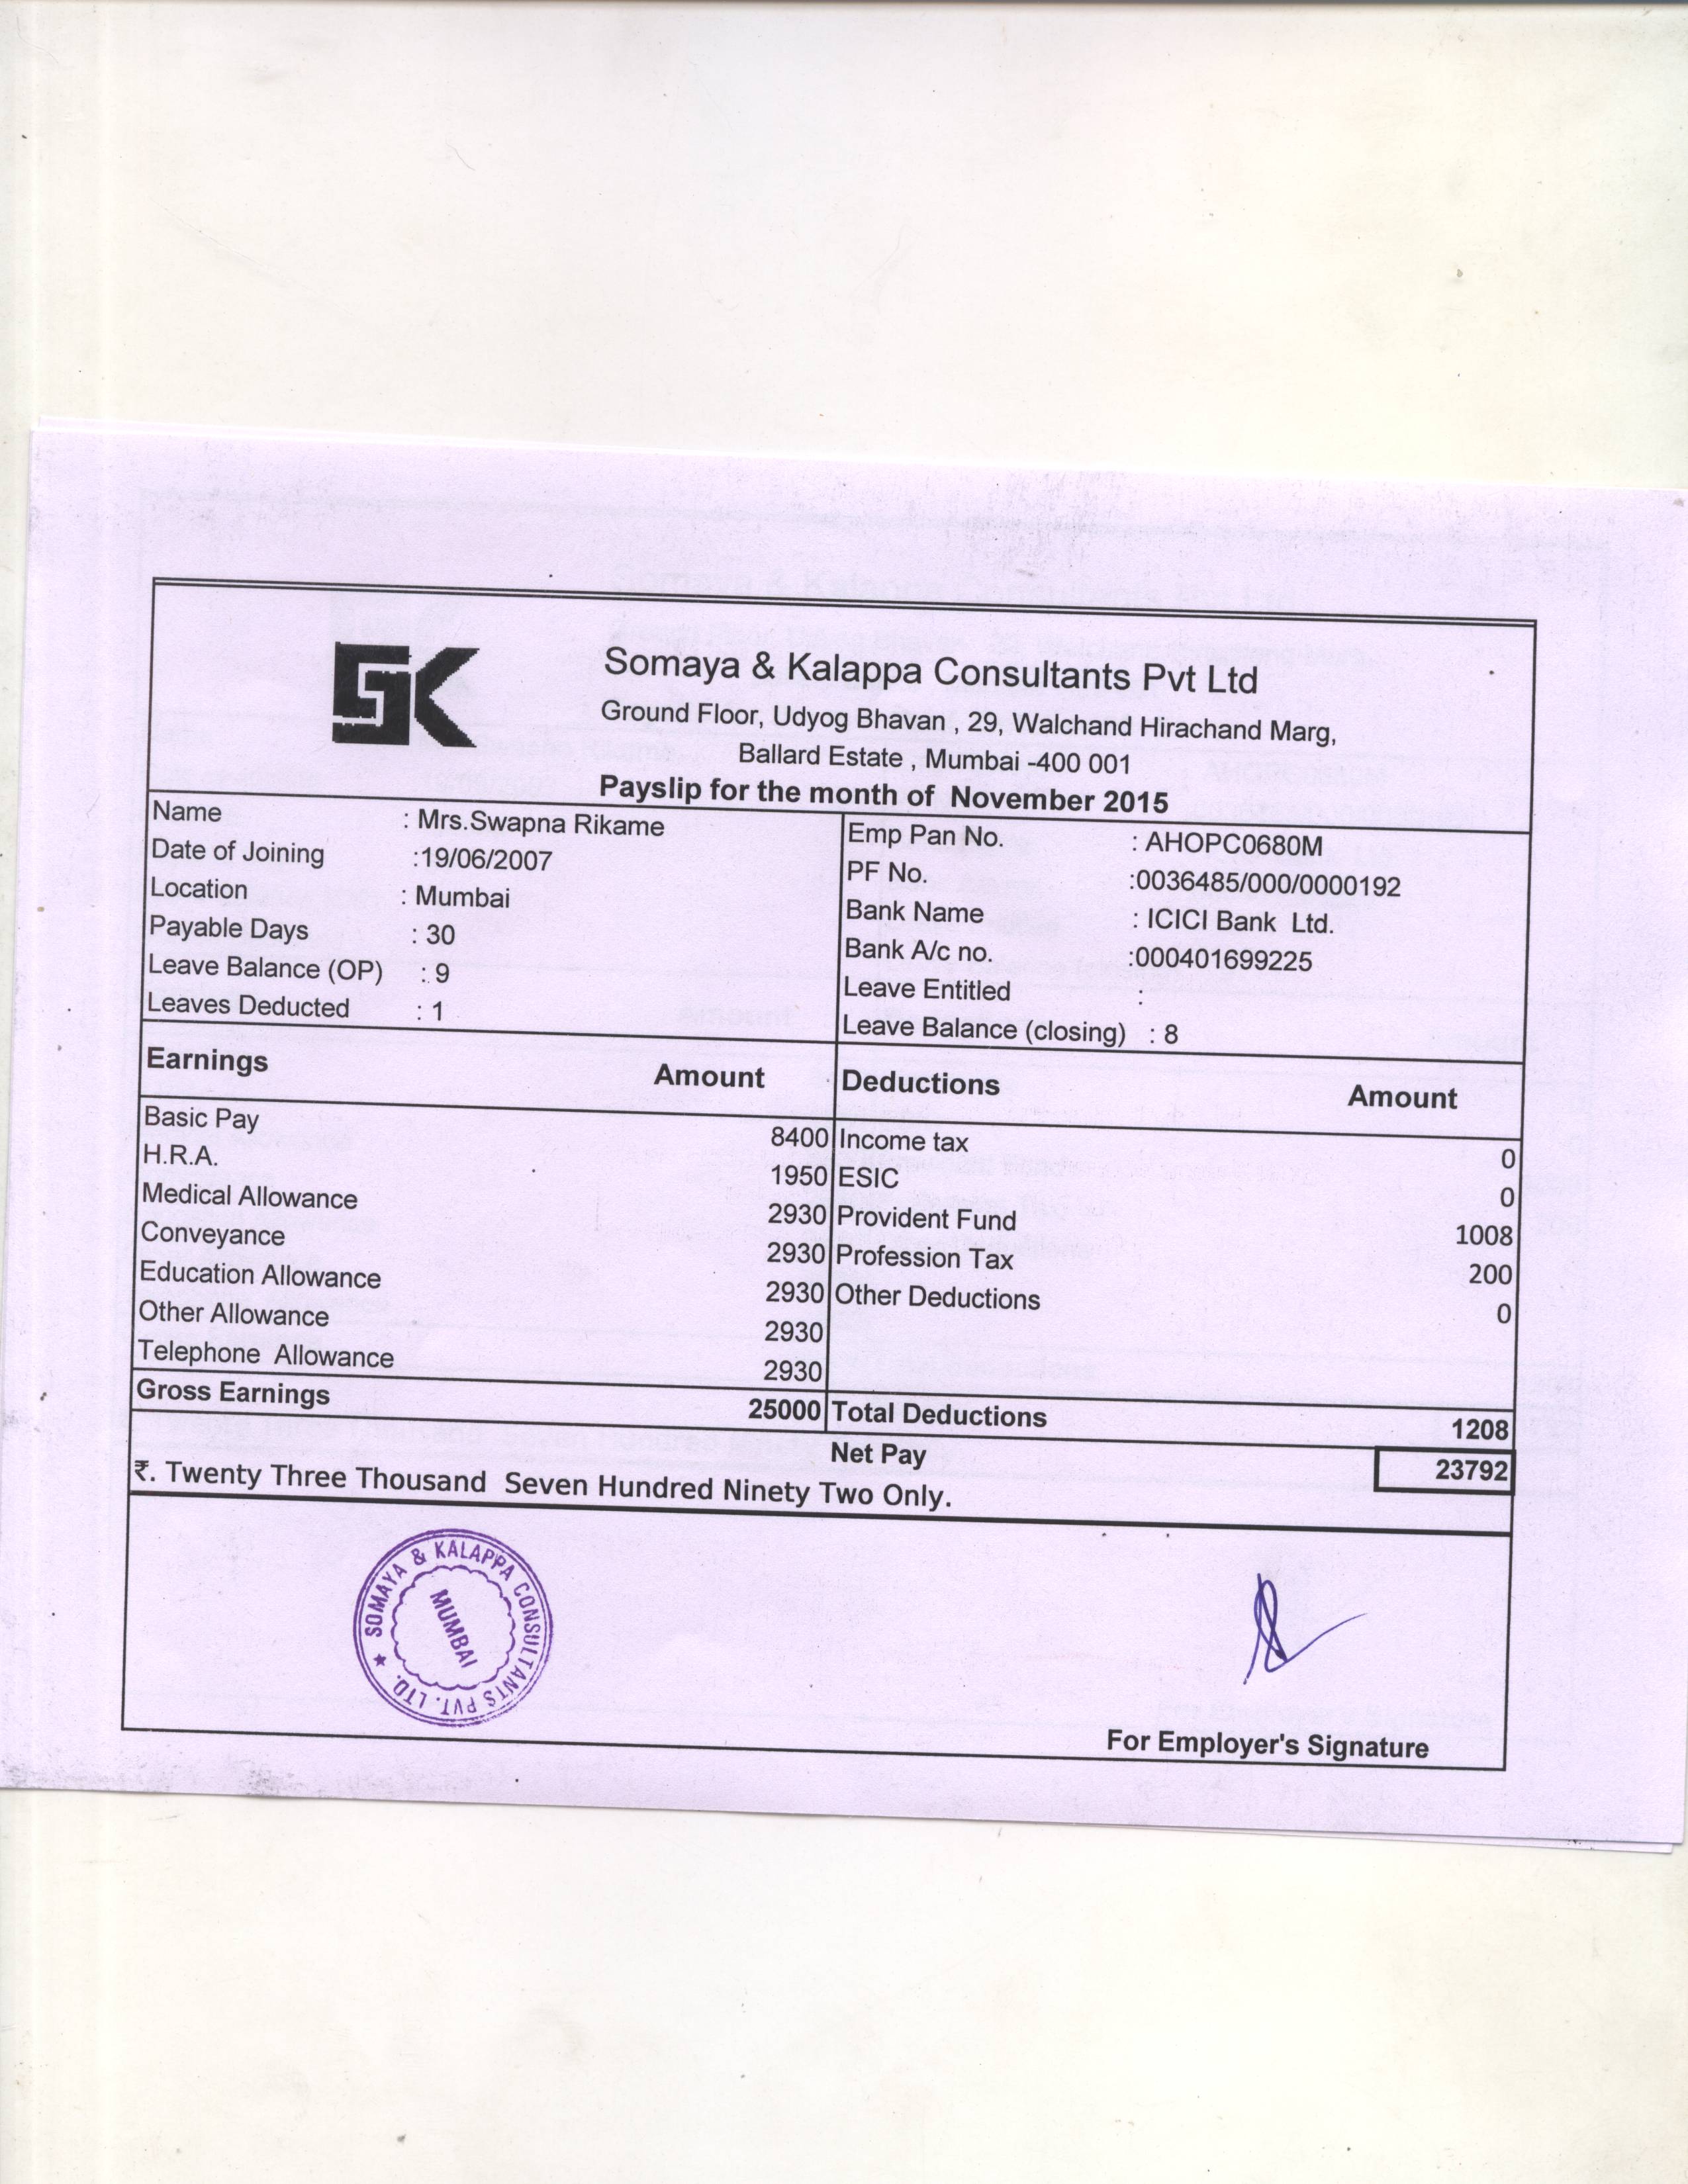 SK
Somaya & Kalappa Consultants Pvt Ltd
Ground Floor, Udyog Bhavan , 29, Walchand Hirachand Marg,
Ballard Estate , Mumbai -400 001
Payslip for the month of November 2015
Name : Mrs.Swapna Rikame
Date of Joining :19/06/2007
Location : Mumbai
Payable Days : 30
Leave Balance (OP) : 9
Leaves Deducted : 1
Emp Pan No. : AHOPC0680M
PF No. :0036485/000/0000192
Bank Name : ICICI Bank Ltd.
Bank A/c no. :000401699225
Leave Entitled :
Leave Balance (closing) : 8
Earnings Amount Deductions Amount
Basic Pay 8400 Income tax 0
H.R.A. 1950 ESIC 0
Medical Allowance 2930 Provident Fund 1008
Conveyance 2930 Profession Tax 200
Education Allowance 2930 Other Deductions 0
Other Allowance 2930
Telephone Allowance 2930
Gross Earnings 25000 Total Deductions 1208
Net Pay 23792
₹. Twenty Three Thousand Seven Hundred Ninety Two Only.
SOMAYA & KALAPPA CONSULTANTS PVT. LTD. ★
MUMBAI
For Employer's Signature